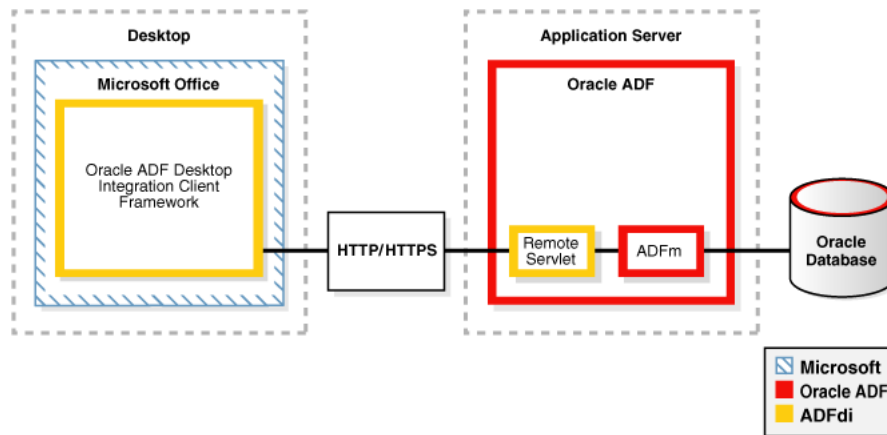 Desktop
Microsoft Office
Oracle ADF Desktop
Integration Client
Framework
HTTP/HTTPS
Application Server
Oracle ADF
Remote
Servlet
ADFm
Oracle
Database
Microsoft
Oracle ADF
ADFdi